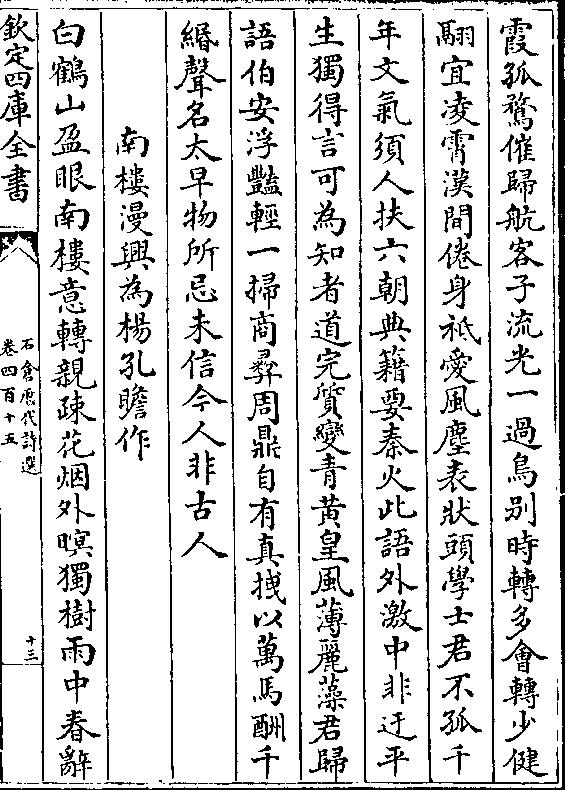 霞孤鶩催歸航客子流光一過鳥别時轉多會轉少健
翮宜凌霄漢間倦身祇愛風塵表狀頭學士君不孤千
年文氣須人扶六朝典籍要秦火此語外激中非迂平
生獨得言可為知者道完質變青黄皇風薄麗藻君歸
語伯安浮豔輕一掃商彞周鼎自有真拽以萬馬酬千
緡聲名太早物所忌未信今人非古人
南樓漫興為楊孔瞻作
白鶴山盈眼南樓意轉親疎花烟外暝獨樹雨中春辭
欽定四庫全書
石倉歷代詩選
卷四百十五
十三